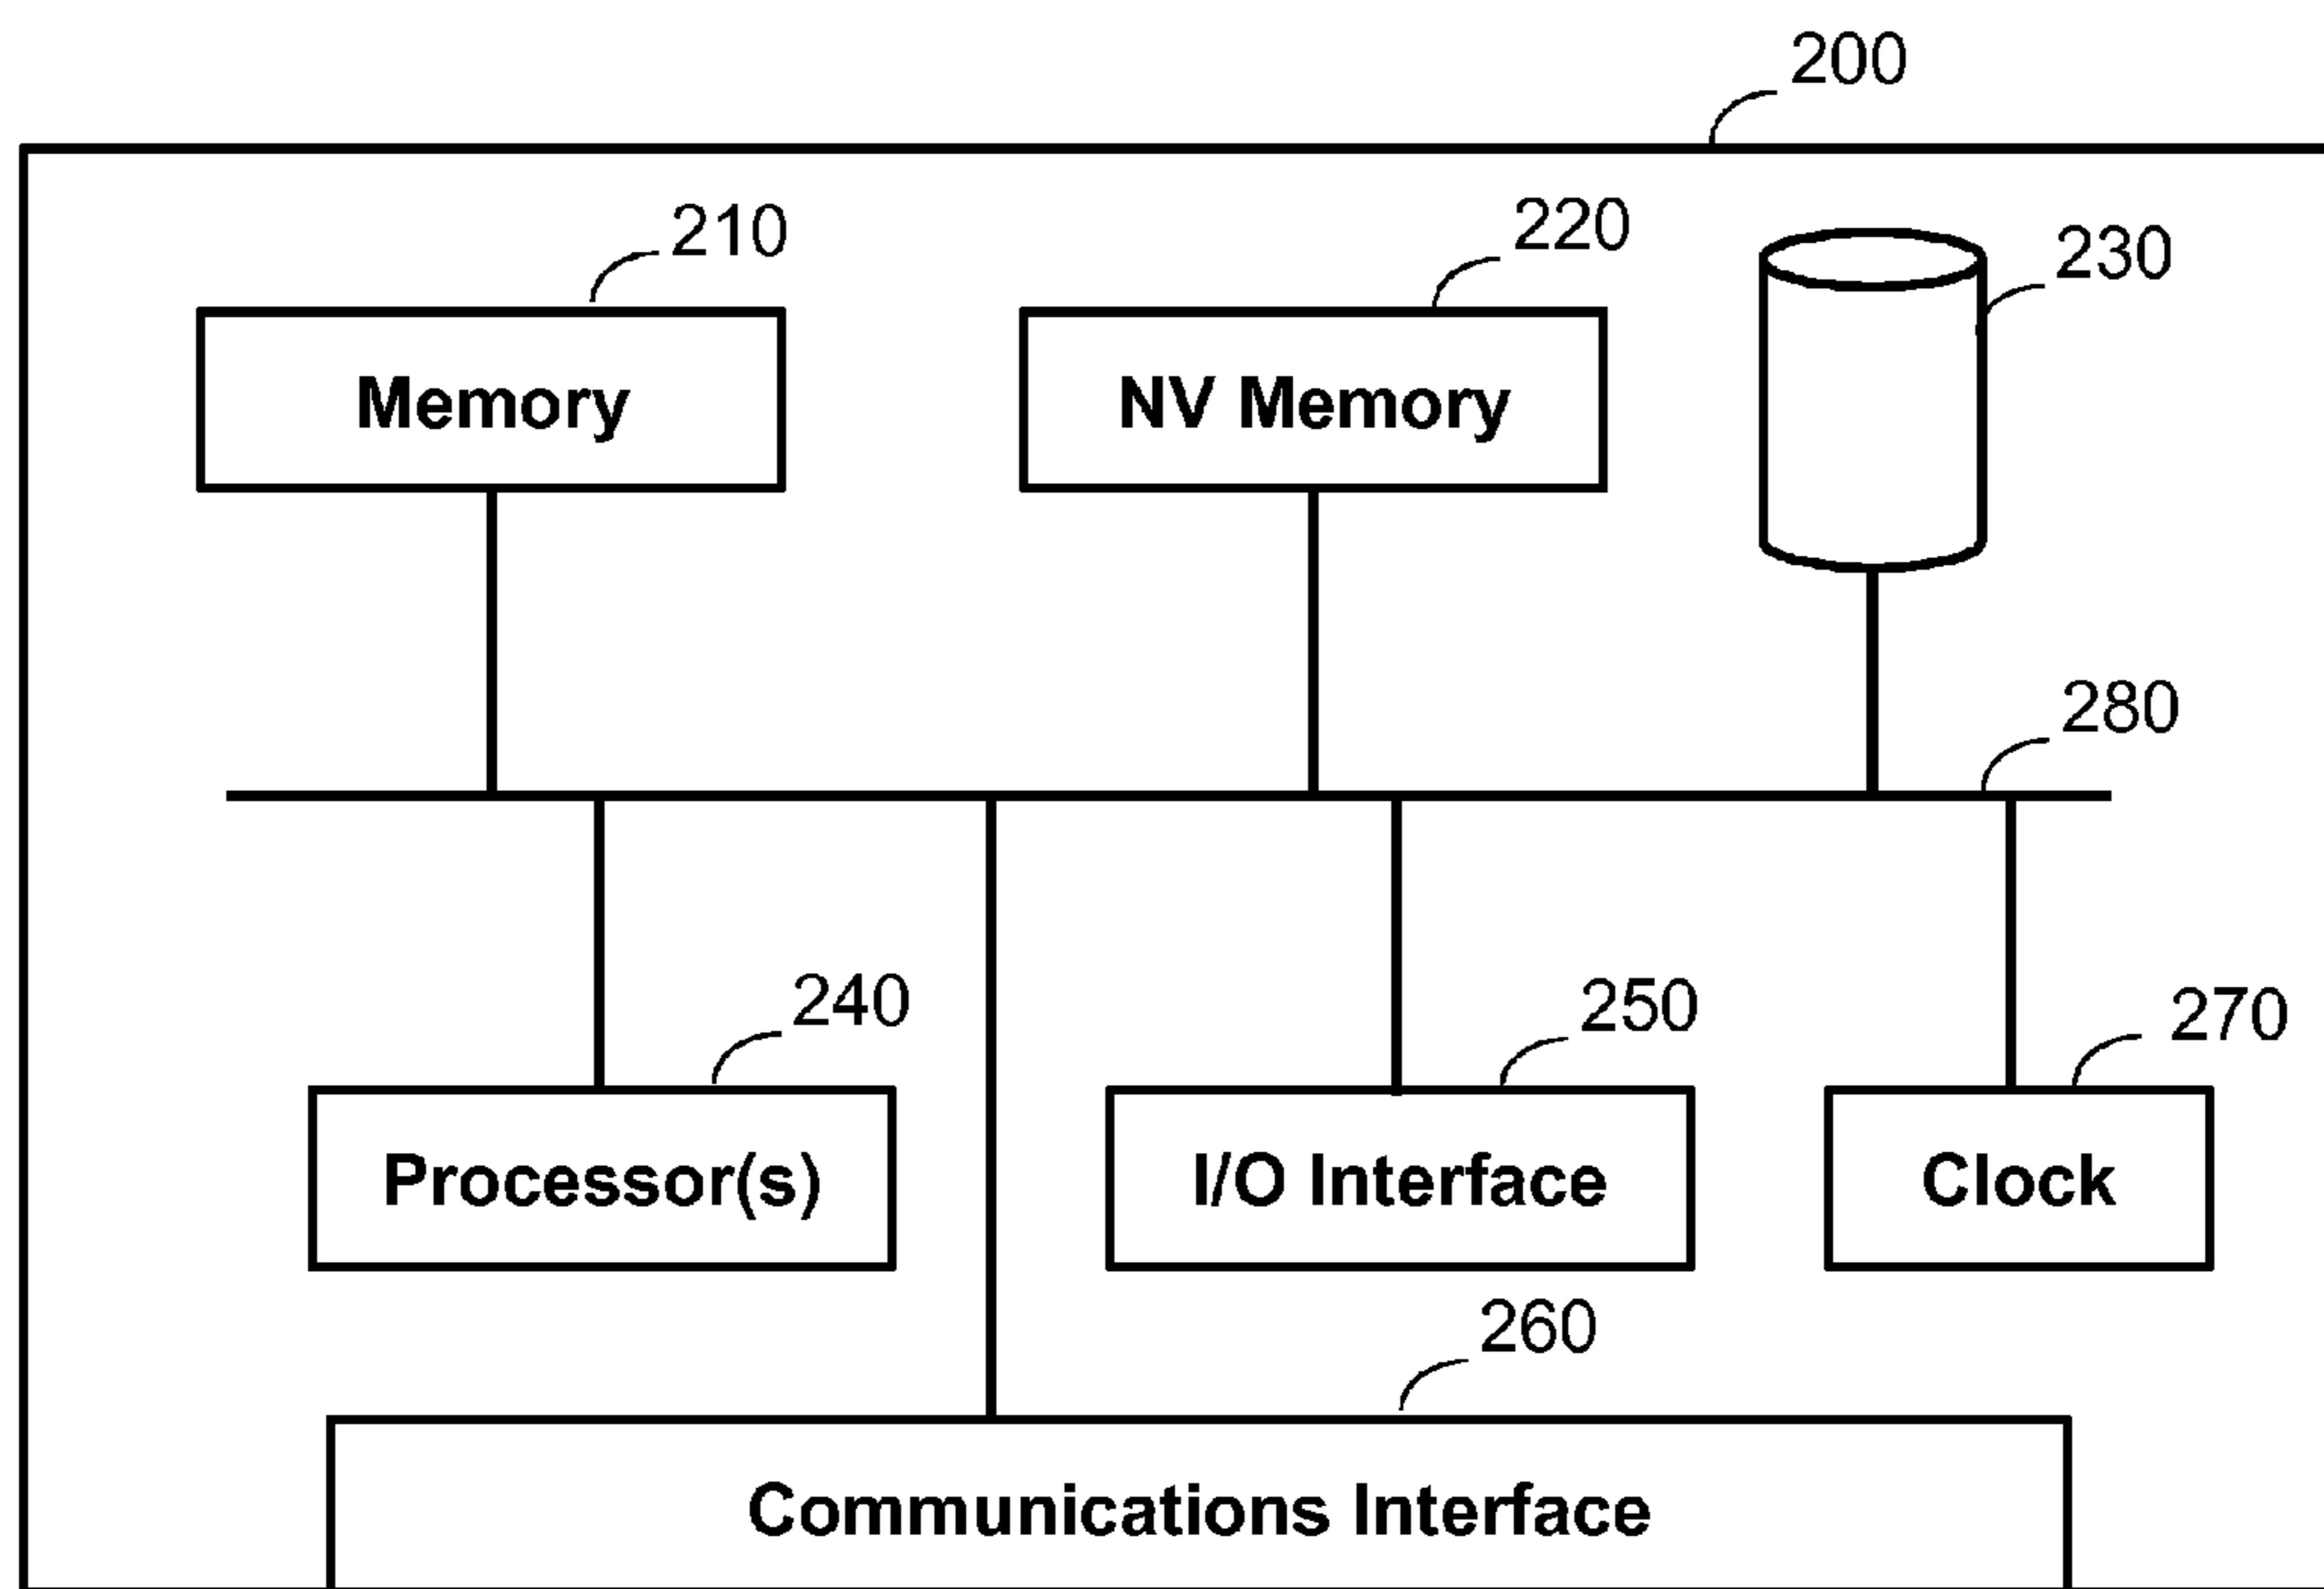 200
210
220
230
Memory
NV Memory
280
240
250
270
Processor(s)
I/O Interface
Clock
260
Communications Interface